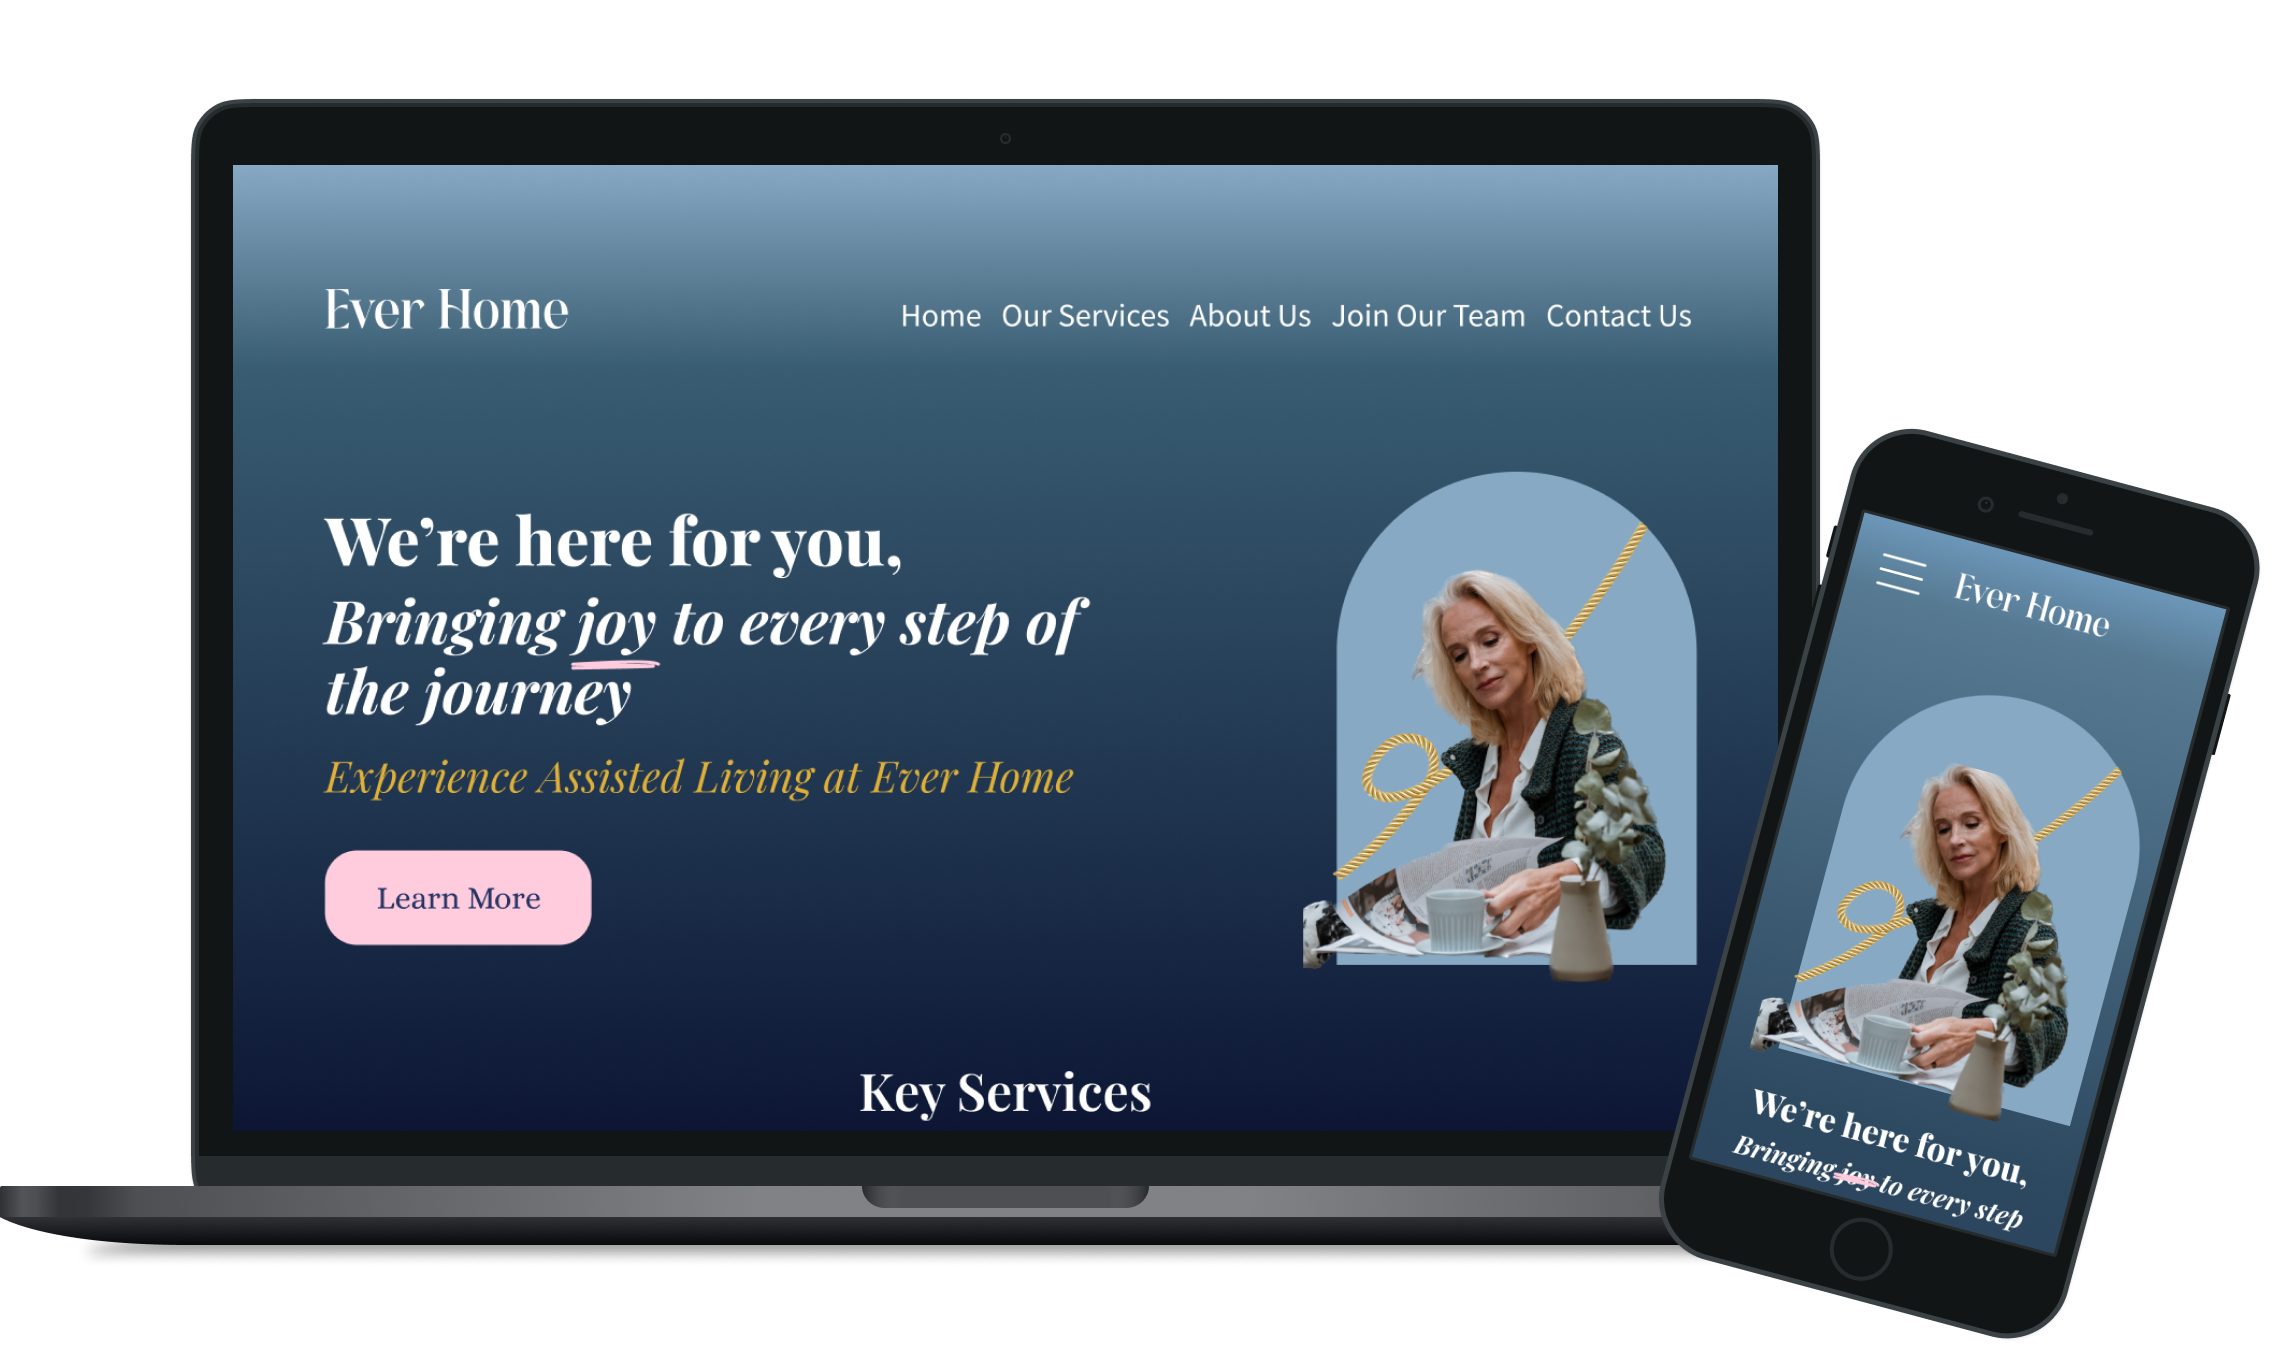 Ever Home
Home Our Services About Us Join Our Team Contact Us
We’re here for you,
Bringing joy to every step of
the journey
Experience Assisted Living at Ever Home
Learn More
Key Services
Ever Home
We’re here for you,
Bringing joy to every step